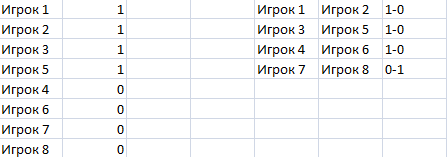 Игрок 1 1 Игрок 1 Игрок 2 1-0
Игрок 2 1 Игрок 3 Игрок 5 1-0
Игрок 3 1 Игрок 4 Игрок 6 1-0
Игрок 5 1 Игрок 7 Игрок 8 0-1
Игрок 4 0
Игрок 6 0
Игрок 7 0
Игрок 8 0